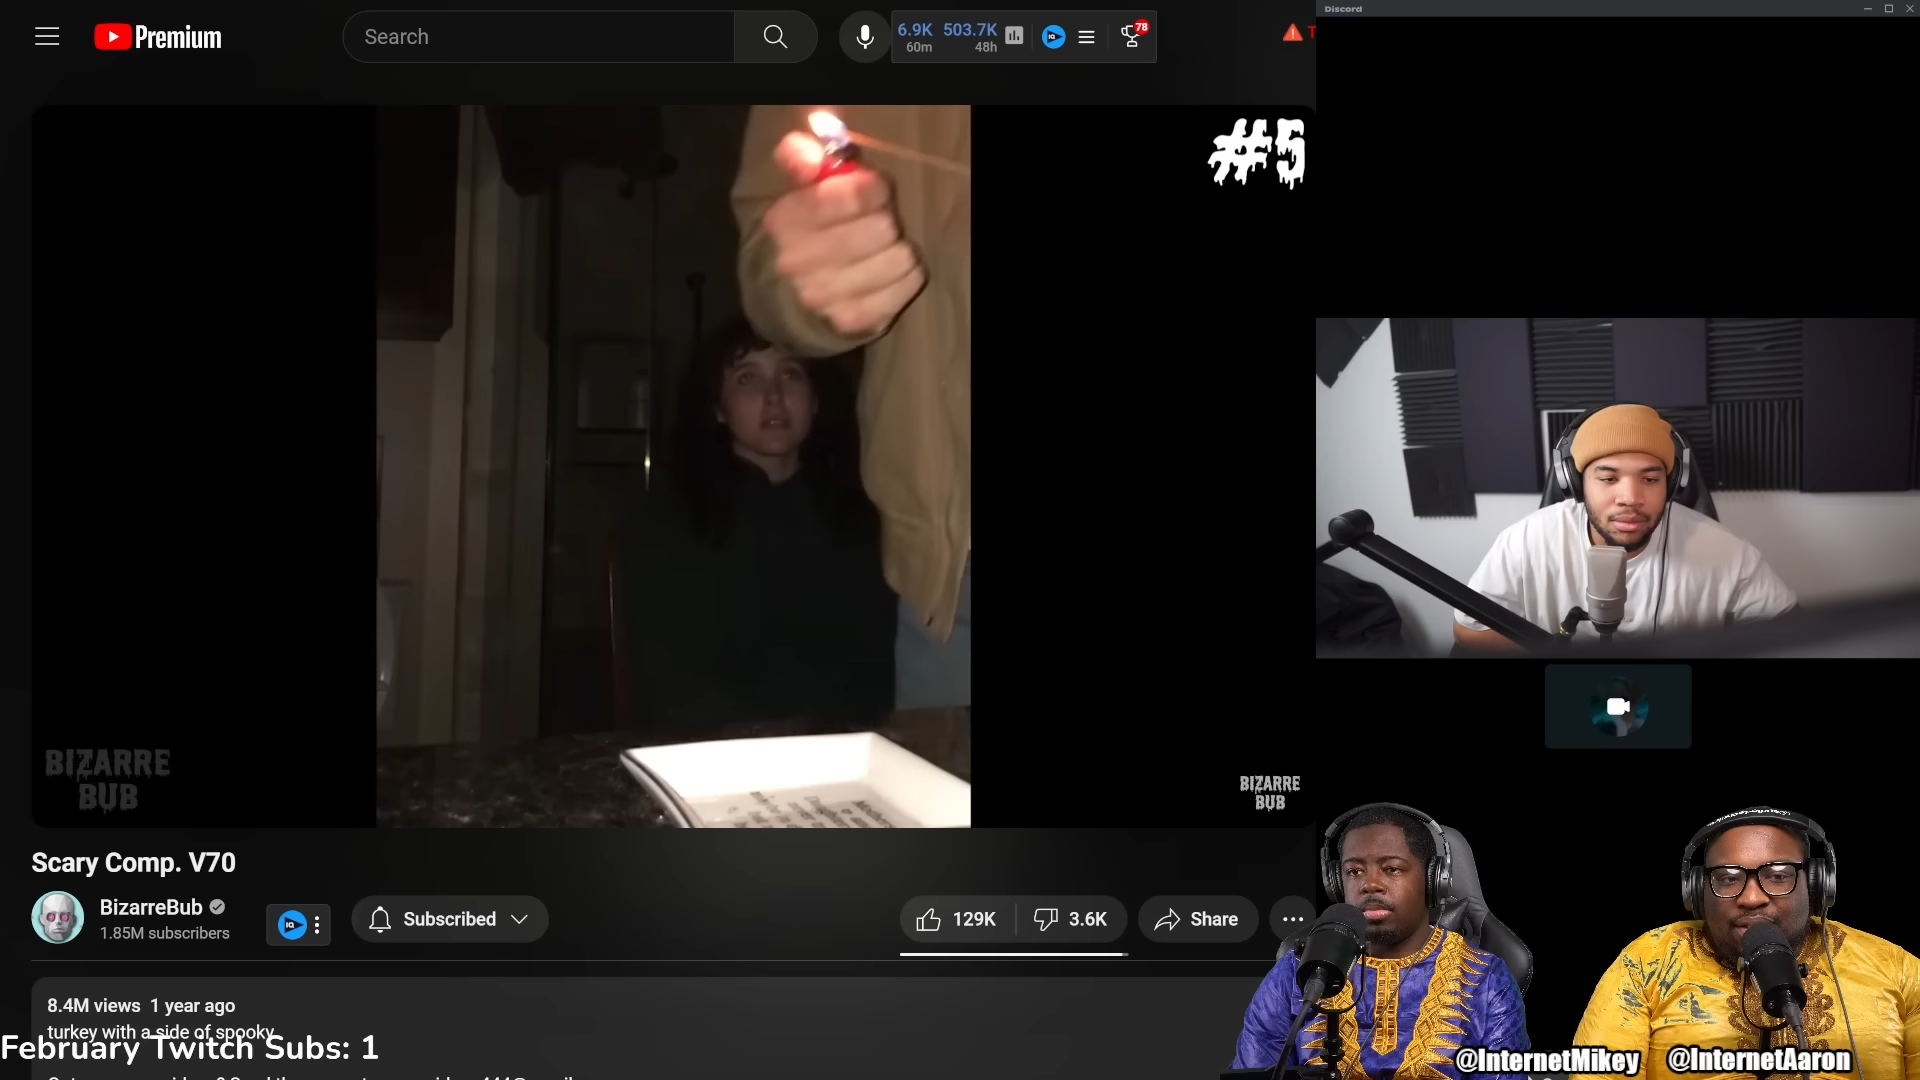 Discord
Premium
Search
6.9K 503.7K
60m 48h
78
#5
BIZARRE
BUB
BIZARRE
BUB
Scary Comp. V70
BizarreBub
1.85M subscribers
Subscribed
129K
3.6K
Share
8.4M views 1 year ago
turkey with a side of spooky
February Twitch Subs: 1
@InternetMikey
@InternetAaron